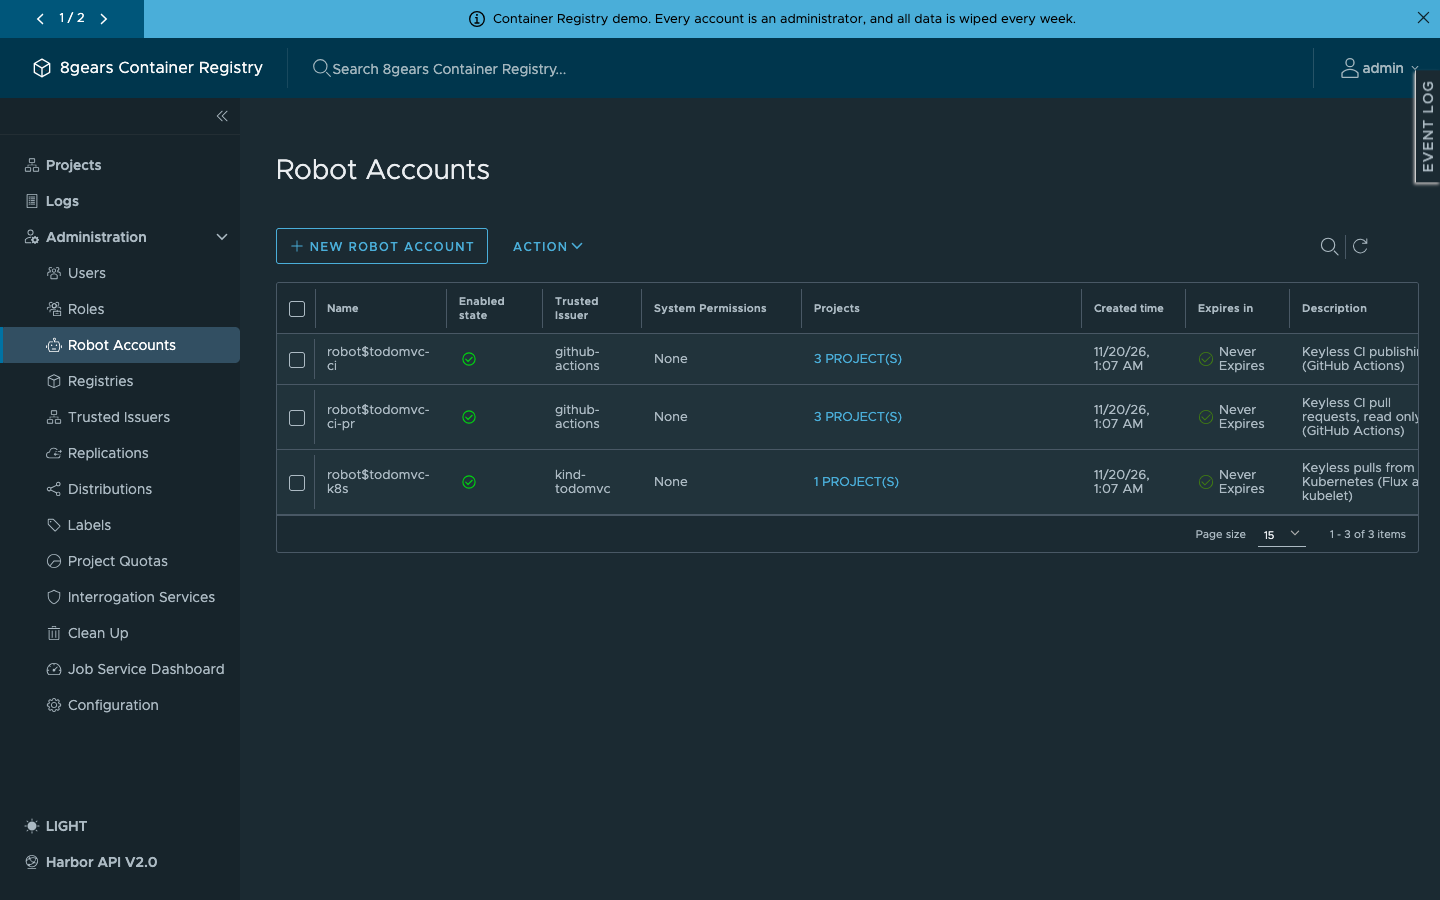 1 / 2
Container Registry demo. Every account is an administrator, and all data is wiped every week.
8gears Container Registry
Search 8gears Container Registry...
admin
EVENT LOG
Projects
Logs
Administration
Users
Roles
Robot Accounts
Registries
Trusted Issuers
Replications
Distributions
Labels
Project Quotas
Interrogation Services
Clean Up
Job Service Dashboard
Configuration
LIGHT
Harbor API V2.0
Robot Accounts
NEW ROBOT ACCOUNT
ACTION
Name
Enabled state
Trusted Issuer
System Permissions
Projects
Created time
Expires in
Description
robot$todomvc-
ci
github-
actions
None
3 PROJECT(S)
11/20/26,
1:07 AM
Never
Expires
Keyless CI publishi
(GitHub Actions)
robot$todomvc-
ci-pr
github-
actions
None
3 PROJECT(S)
11/20/26,
1:07 AM
Never
Expires
Keyless CI pull
requests, read only
(GitHub Actions)
robot$todomvc-
k8s
kind-
todomvc
None
1 PROJECT(S)
11/20/26,
1:07 AM
Never
Expires
Keyless pulls from
Kubernetes (Flux a
kubelet)
Page size
15
1 - 3 of 3 items